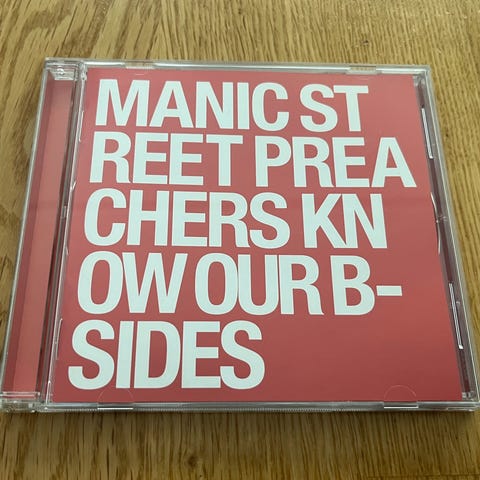 MANIC ST
REET PREA
CHERS KN
OW OUR B-
SIDES